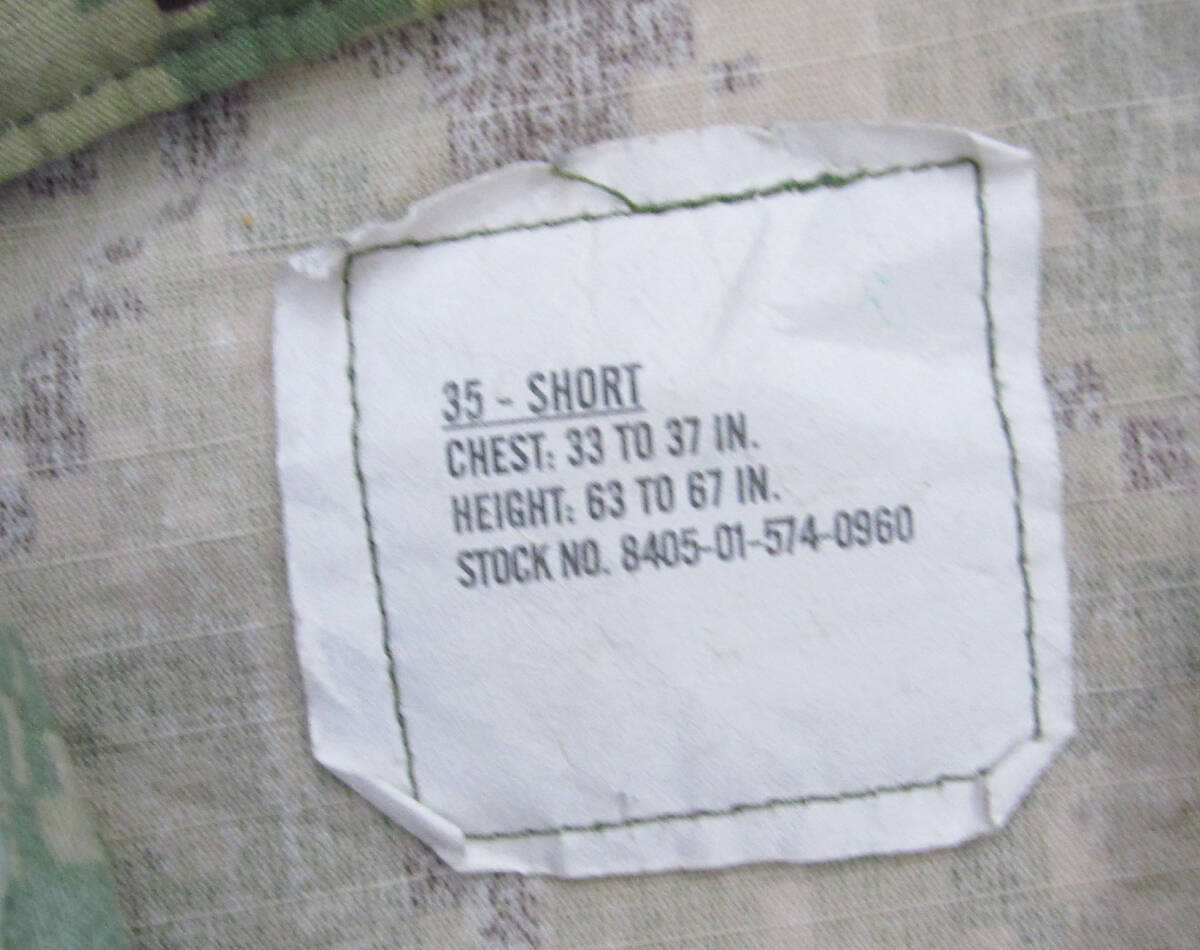 35 - SHORT
CHEST: 33 TO 37 IN.
HEIGHT: 63 TO 67 IN.
STOCK NO. 8405-01-574-0960